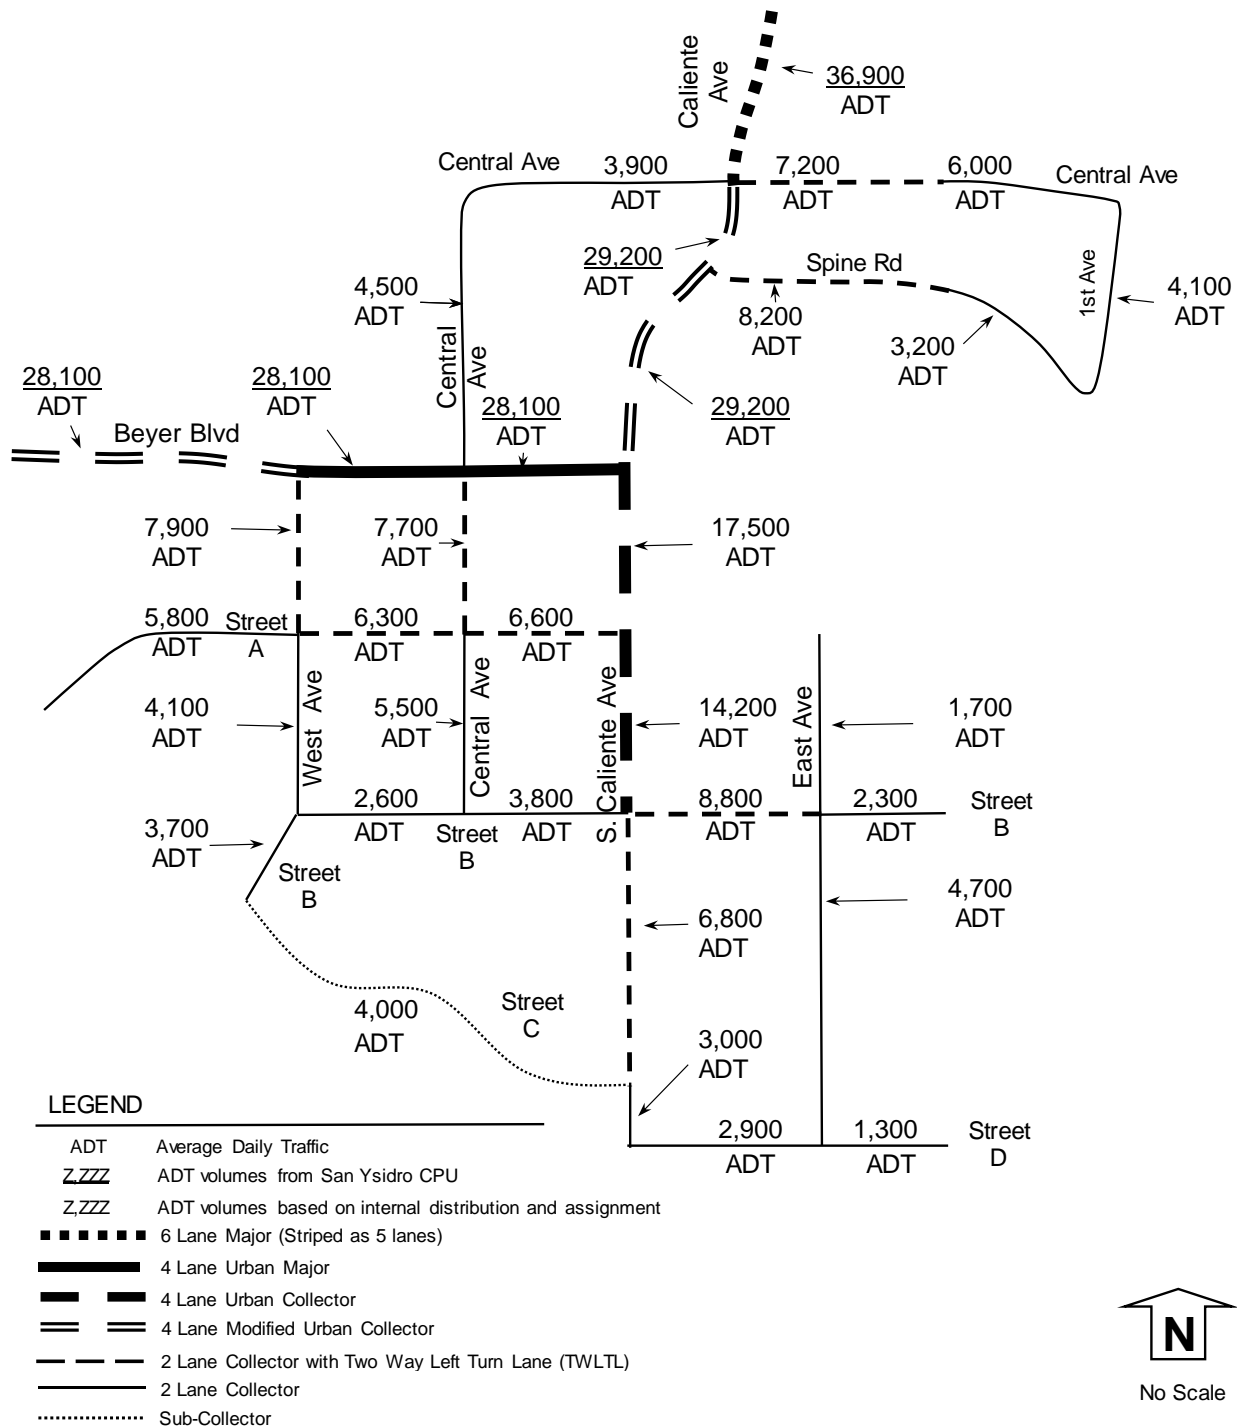 Caliente
Ave
36,900
ADT
Central Ave
3,900
ADT
7,200
ADT
6,000
ADT
Central Ave
29,200
ADT
Spine Rd
1st Ave
4,100
ADT
4,500
ADT
8,200
ADT
3,200
ADT
Central
Ave
28,100
ADT
28,100
ADT
28,100
ADT
29,200
ADT
Beyer Blvd
7,900
ADT
7,700
ADT
17,500
ADT
5,800
ADT
Street
A
6,300
ADT
6,600
ADT
4,100
ADT
West Ave
5,500
ADT
Central Ave
S. Caliente Ave
14,200
ADT
East Ave
1,700
ADT
2,600
ADT
3,800
ADT
8,800
ADT
2,300
ADT
Street
B
3,700
ADT
Street
B
Street
B
4,700
ADT
6,800
ADT
4,000
ADT
Street
C
3,000
ADT
2,900
ADT
1,300
ADT
Street
D
LEGEND
ADT Average Daily Traffic
Z,ZZZ ADT volumes from San Ysidro CPU
Z,ZZZ ADT volumes based on internal distribution and assignment
6 Lane Major (Striped as 5 lanes)
4 Lane Urban Major
4 Lane Urban Collector
4 Lane Modified Urban Collector
2 Lane Collector with Two Way Left Turn Lane (TWLTL)
2 Lane Collector
Sub-Collector
N
No Scale